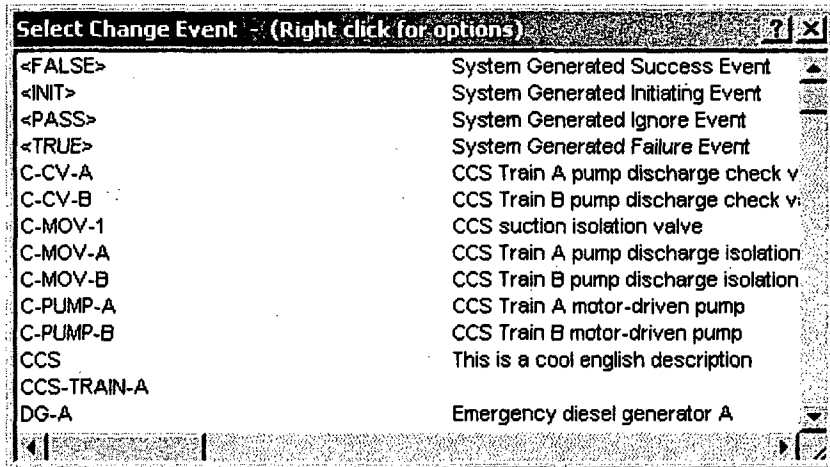 Select Change Event - (Right click for options)
<FALSE> System Generated Success Event
<INIT> System Generated Initiating Event
<PASS> System Generated Ignore Event
<TRUE> System Generated Failure Event
C-CV-A CCS Train A pump discharge check v
C-CV-B CCS Train B pump discharge check v
C-MOV-1 CCS suction isolation valve
C-MOV-A CCS Train A pump discharge isolation
C-MOV-B CCS Train B pump discharge isolation
C-PUMP-A CCS Train A motor-driven pump
C-PUMP-B CCS Train B motor-driven pump
CCS This is a cool english description
CCS-TRAIN-A
DG-A Emergency diesel generator A